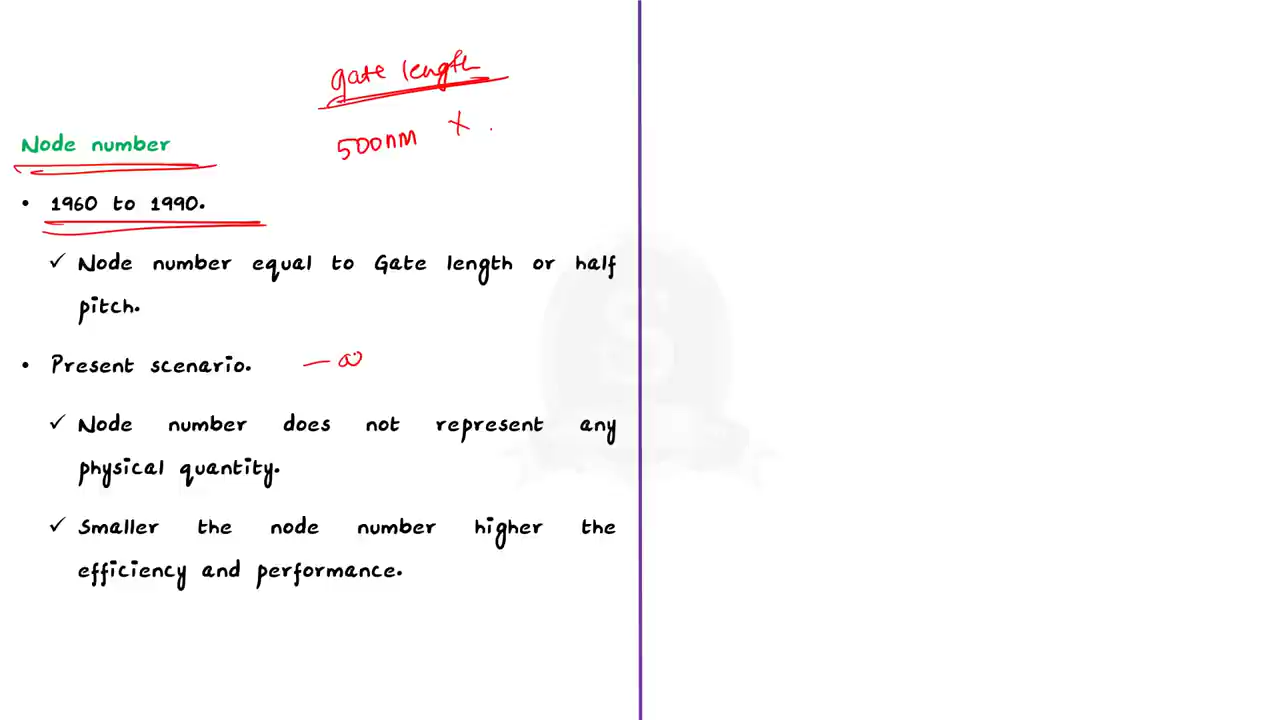 gate length
500nm x .
Node number
• 1960 to 1990.
✓ Node number equal to Gate length or half
pitch.
• Present scenario.
✓ Node number does not represent any
physical quantity.
✓ Smaller the node number higher the
efficiency and performance.